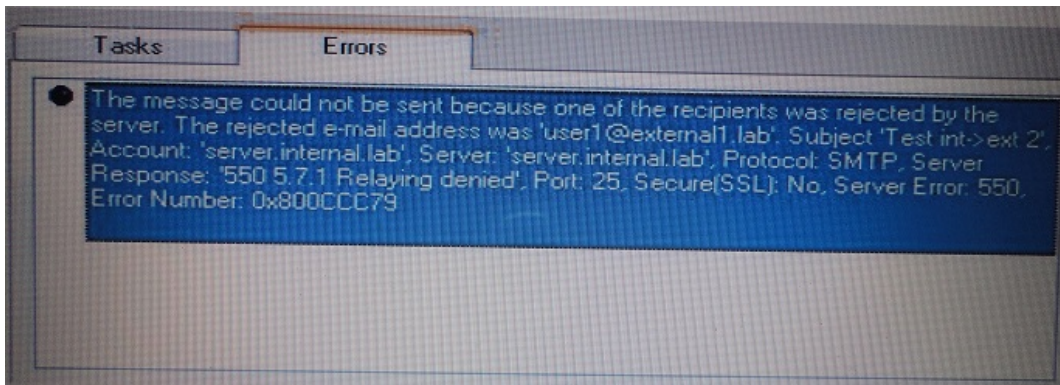 Tasks Errors
The message could not be sent because one of the recipients was rejected by the
server. The rejected e-mail address was 'user1@external1.lab'. Subject 'Test int->ext 2',
Account: 'server.internal.lab', Server: 'server.internal.lab', Protocol: SMTP, Server
Response: '550 5.7.1 Relaying denied', Port: 25, Secure(SSL): No, Server Error: 550,
Error Number: 0x800CCC79